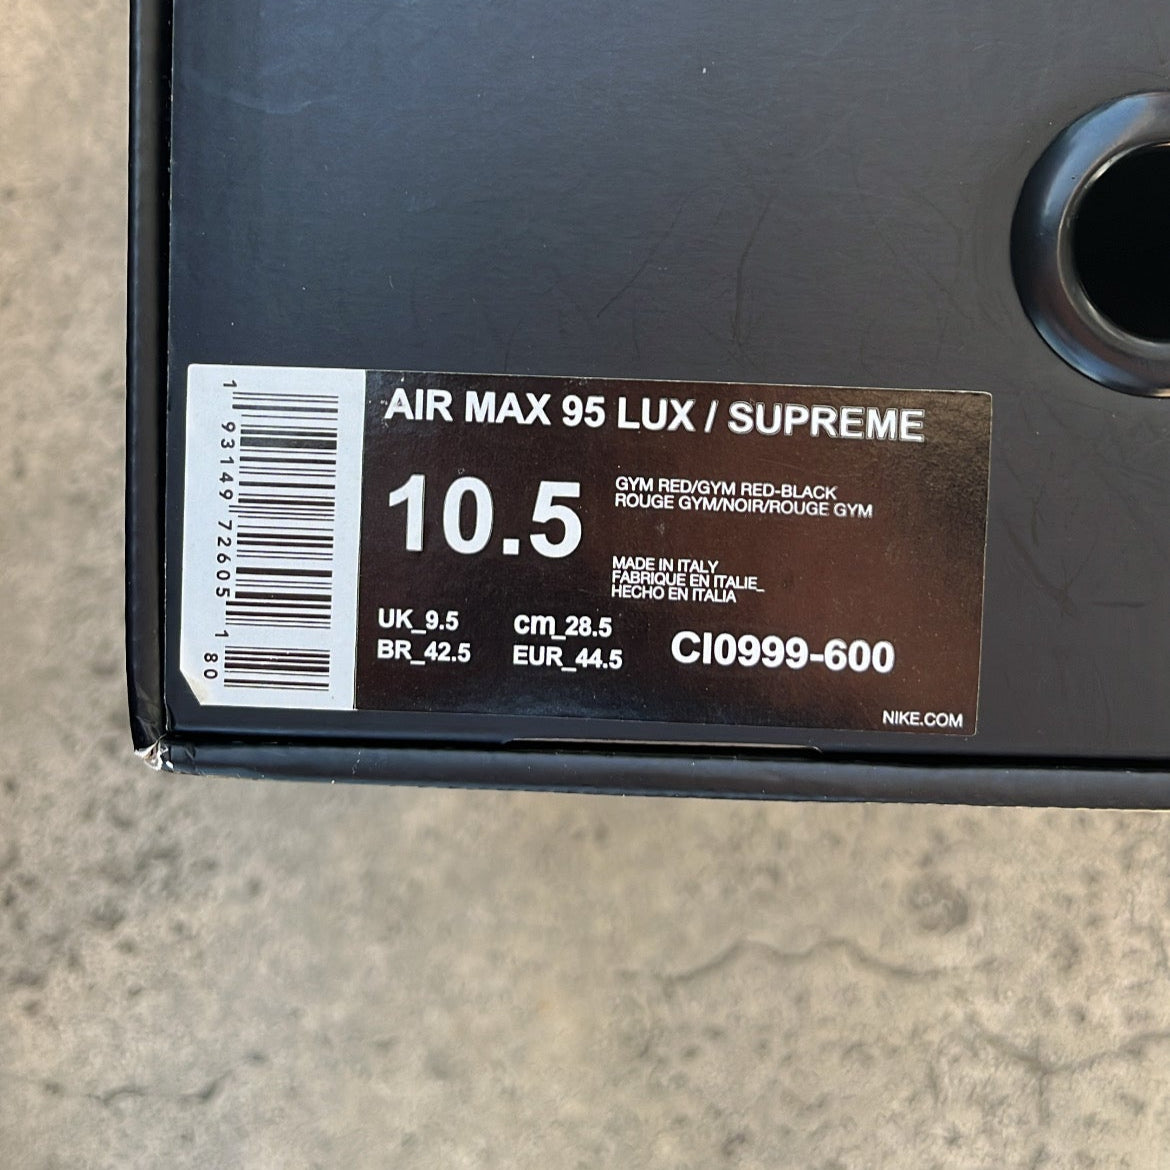 1 93149 72605 1 80
AIR MAX 95 LUX / SUPREME
10.5
GYM RED/GYM RED-BLACK
ROUGE GYM/NOIR/ROUGE GYM
MADE IN ITALY
FABRIQUE EN ITALIE_
HECHO EN ITALIA
UK_9.5 cm_28.5
BR_42.5 EUR_44.5
CI0999-600
NIKE.COM